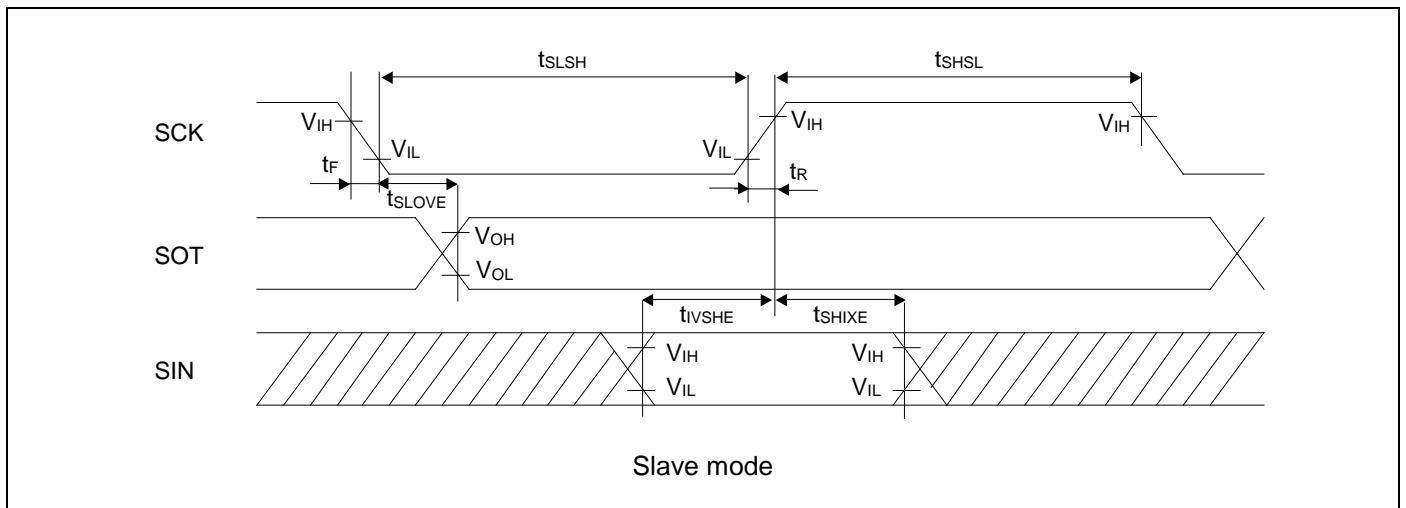 tSLSH
tSHSL
SCK
VIH
VIL
VIL
VIH
VIH
tF
tSLOVE
tR
SOT
VOH
VOL
tIVSHE
tSHIXE
SIN
VIH
VIL
VIH
VIL
Slave mode